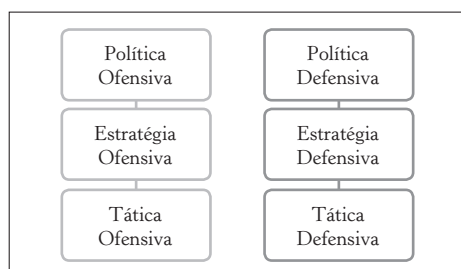 Política
Ofensiva
Política
Defensiva
Estratégia
Ofensiva
Estratégia
Defensiva
Tática
Ofensiva
Tática
Defensiva